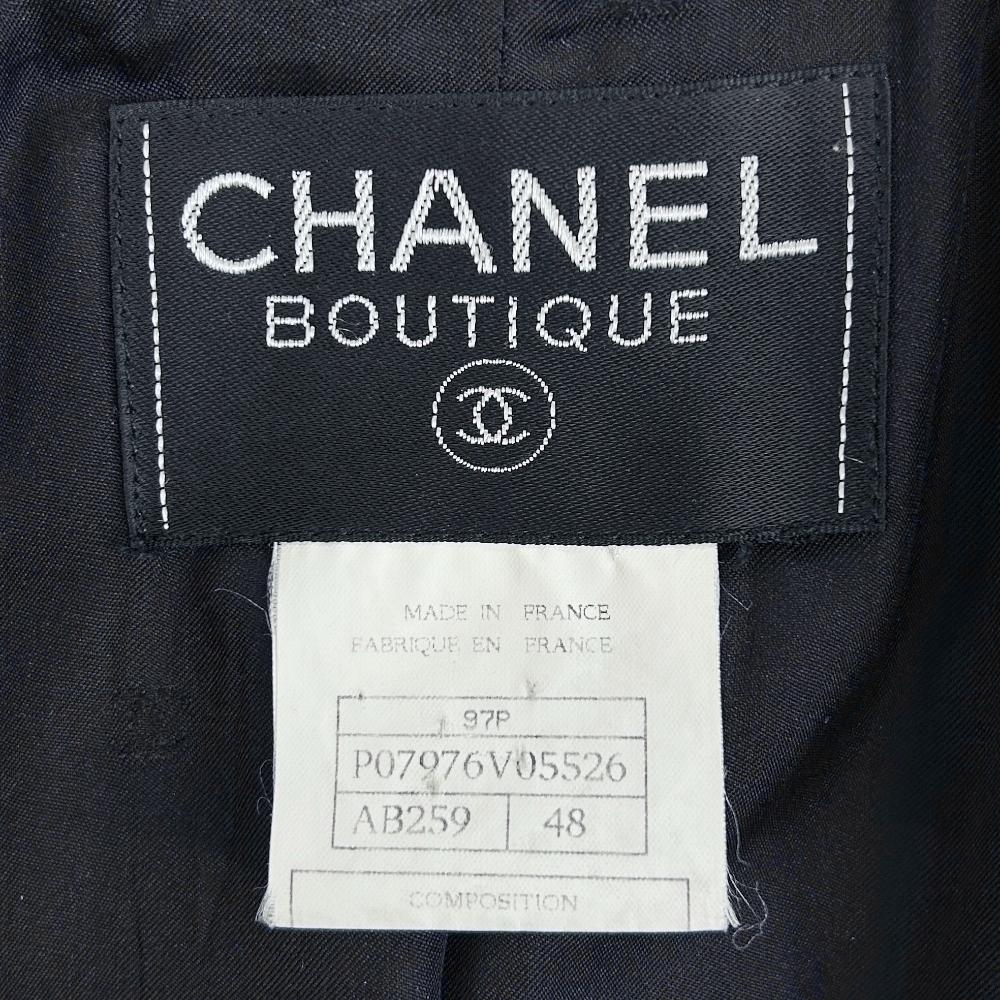 CHANEL
BOUTIQUE
MADE IN FRANCE
FABRIQUE EN FRANCE
97P
P07976V05526
AB259 48
COMPOSITION